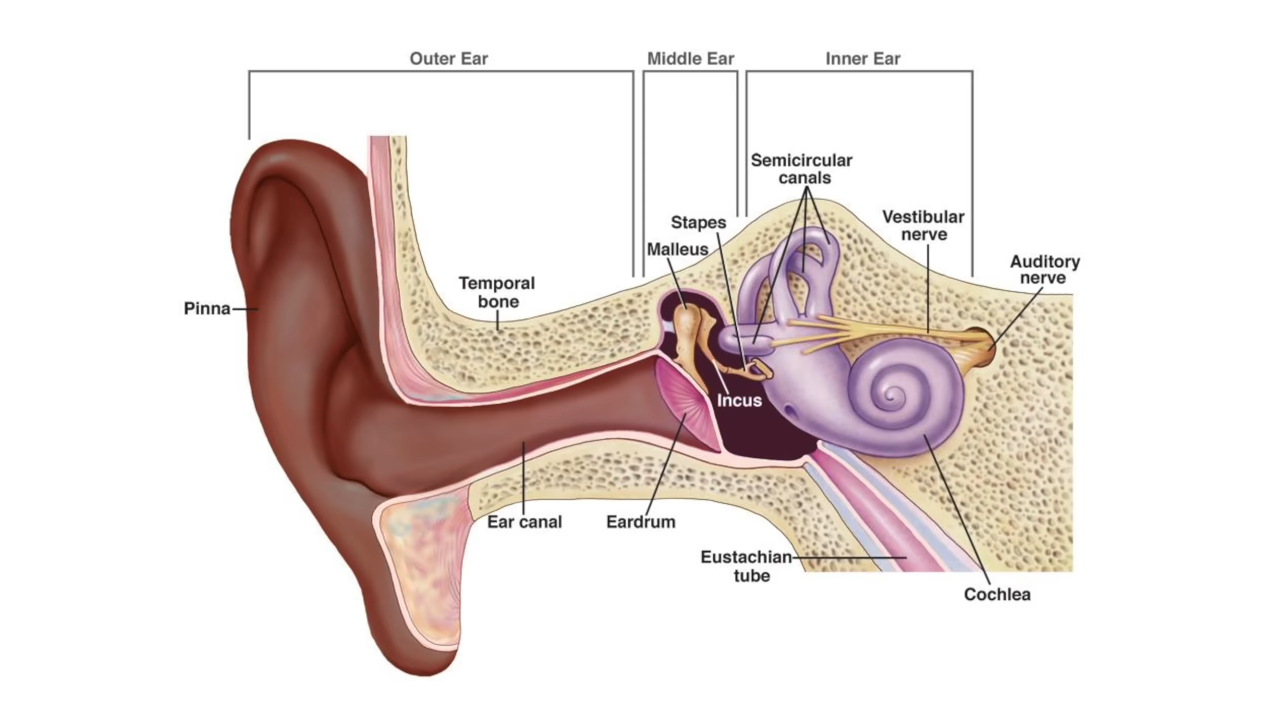 Outer Ear
Middle Ear
Inner Ear
Semicircular
canals
Stapes
Vestibular
nerve
Malleus
Auditory
nerve
Temporal
bone
Pinna
Incus
Ear canal
Eardrum
Eustachian
tube
Cochlea